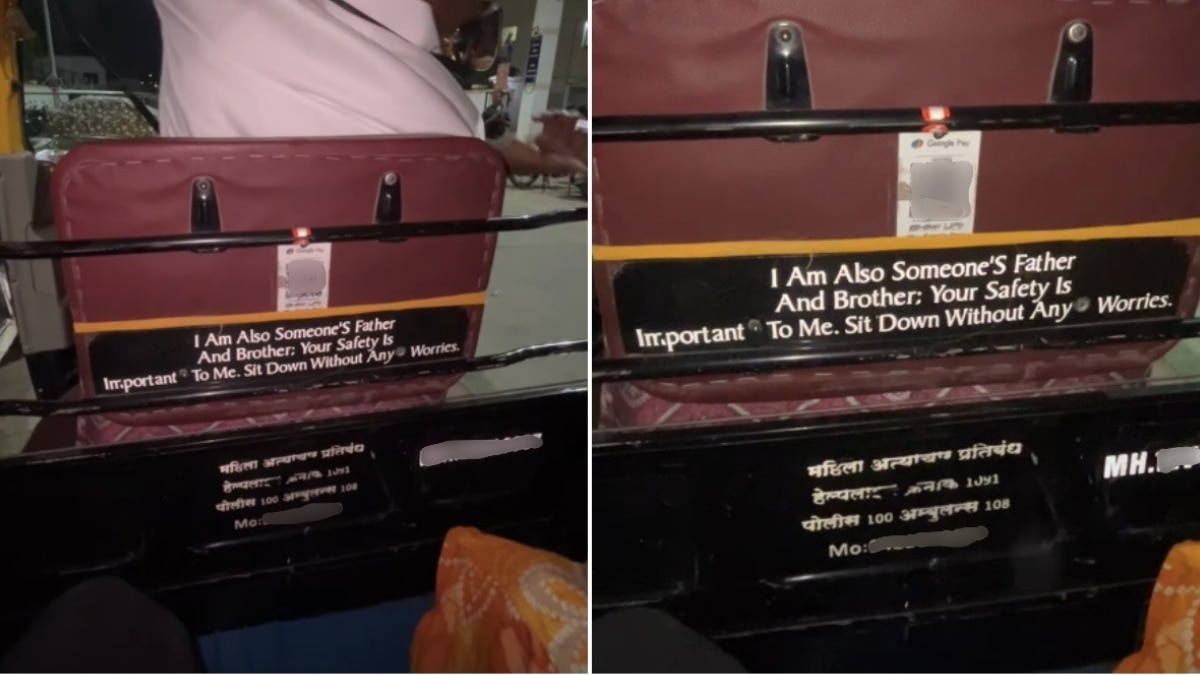 Google Pay
I Am Also Someone'S Father
And Brother; Your Safety Is
Important To Me. Sit Down Without Any Worries.
महिला अत्याचार प्रतिबंध
1091
पोलीस 100 अम्बुलन्स 108
Mo:
Google Pay
I Am Also Someone'S Father
And Brother; Your Safety Is
Important To Me. Sit Down Without Any Worries.
महिला अत्याचार प्रतिबंध
1091
पोलीस 100 अम्बुलन्स 108
Mo:
MH.